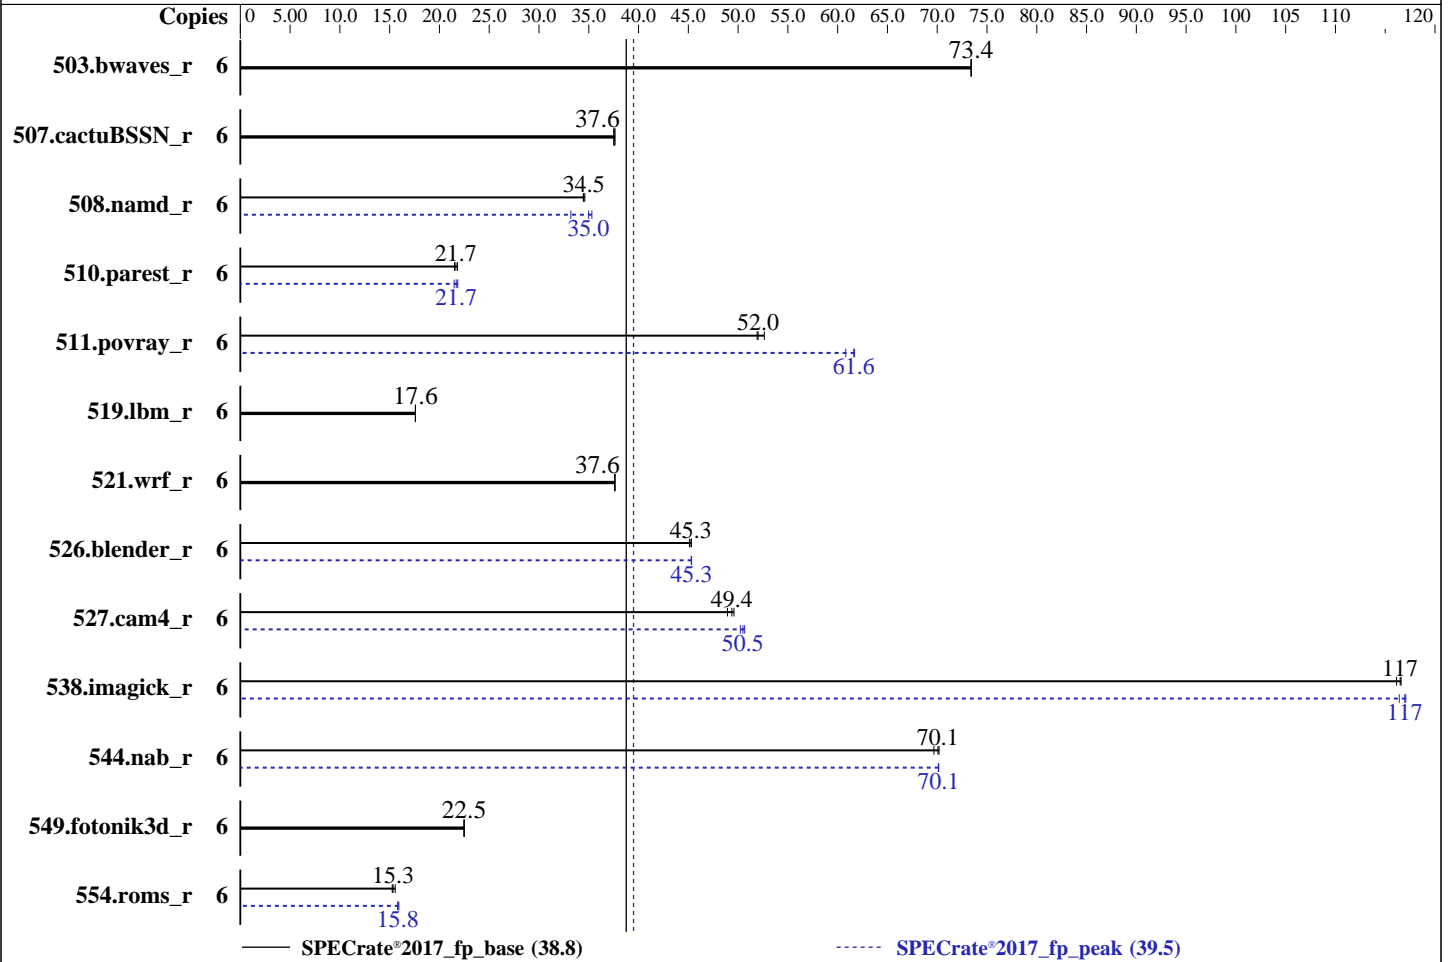 Copies 0 5.00 10.0 15.0 20.0 25.0 30.0 35.0 40.0 45.0 50.0 55.0 60.0 65.0 70.0 75.0 80.0 85.0 90.0 95.0 100 105 110 120
503.bwaves_r 6 73.4
507.cactuBSSN_r 6 37.6
508.namd_r 6 34.5
35.0
510.parest_r 6 21.7
21.7
511.povray_r 6 52.0
61.6
519.lbm_r 6 17.6
521.wrf_r 6 37.6
526.blender_r 6 45.3
45.3
527.cam4_r 6 49.4
50.5
538.imagick_r 6 117
117
544.nab_r 6 70.1
70.1
549.fotonik3d_r 6 22.5
554.roms_r 6 15.3
15.8
SPECrate®2017_fp_base (38.8) SPECrate®2017_fp_peak (39.5)